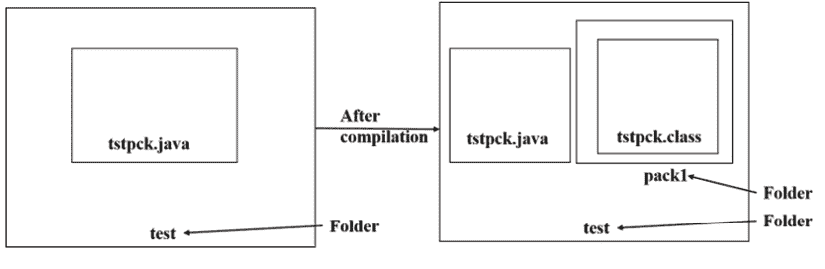 tstpck.java
test
Folder
After
compilation
tstpck.java
tstpck.class
pack1
Folder
test
Folder